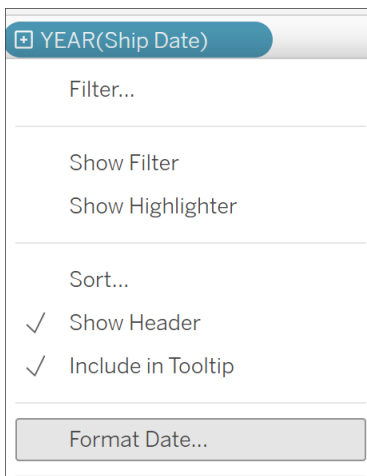 YEAR(Ship Date)
Filter...
Show Filter
Show Highlighter
Sort...
Show Header
Include in Tooltip
Format Date...